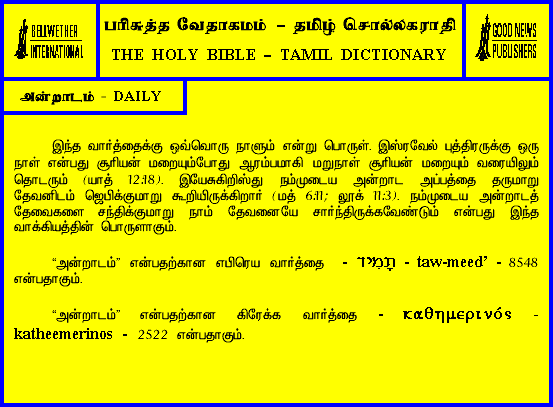 BELLWETHER
INTERNATIONAL
பரிசுத்த வேதாகமம் – தமிழ் சொல்லகராதி
THE HOLY BIBLE – TAMIL DICTIONARY
GOOD NEWS
PUBLISHERS
அன்றாடம் - DAILY
இந்த வார்த்தைக்கு ஒவ்வொரு நாளும் என்று பொருள். இஸ்ரவேல் புத்திரருக்கு ஒரு
நாள் என்பது சூரியன் மறையும்போது ஆரம்பமாகி மறுநாள் சூரியன் மறையும் வரையிலும்
தொடரும் (யாத் 12:18). இயேசுகிறிஸ்து நம்முடைய அன்றாட அப்பத்தை தருமாறு
தேவனிடம் ஜெபிக்குமாறு கூறியிருக்கிறார் (மத் 6:11; லூக் 11:3). நம்முடைய அன்றாடத்
தேவைகளை சந்திக்குமாறு நாம் தேவனையே சார்ந்திருக்கவேண்டும் என்பது இந்த
வாக்கியத்தின் பொருளாகும்.
“அன்றாடம்” என்பதற்கான எபிரெய வார்த்தை - תָּמִיד - taw-meed’ - 8548
என்பதாகும்.
“அன்றாடம்” என்பதற்கான கிரேக்க வார்த்தை - καθημερινός -
katheemerinos - 2522 என்பதாகும்.